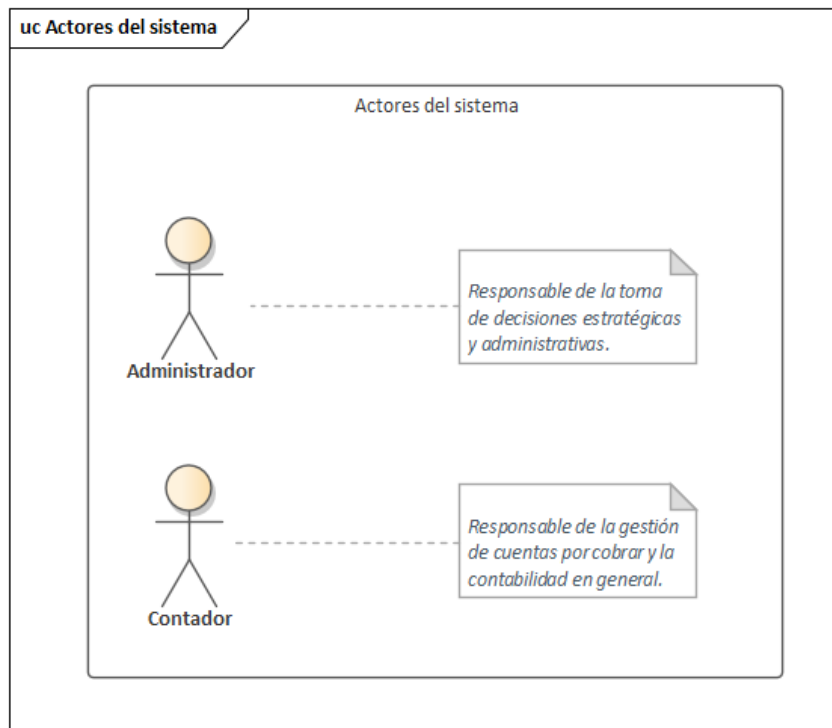 uc Actores del sistema
Actores del sistema
Responsable de la toma
de decisiones estratégicas
y administrativas.
Administrador
Responsable de la gestión
de cuentas por cobrar y la
contabilidad en general.
Contador